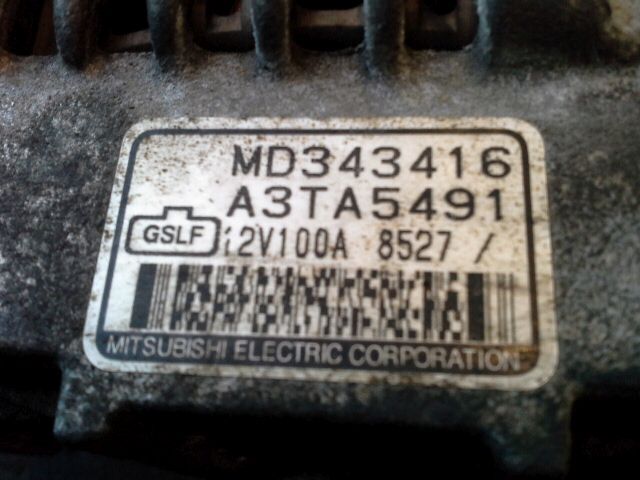 MD343416
A3TA5491
GSLF 12V100A 8527 /
MITSUBISHI ELECTRIC CORPORATION